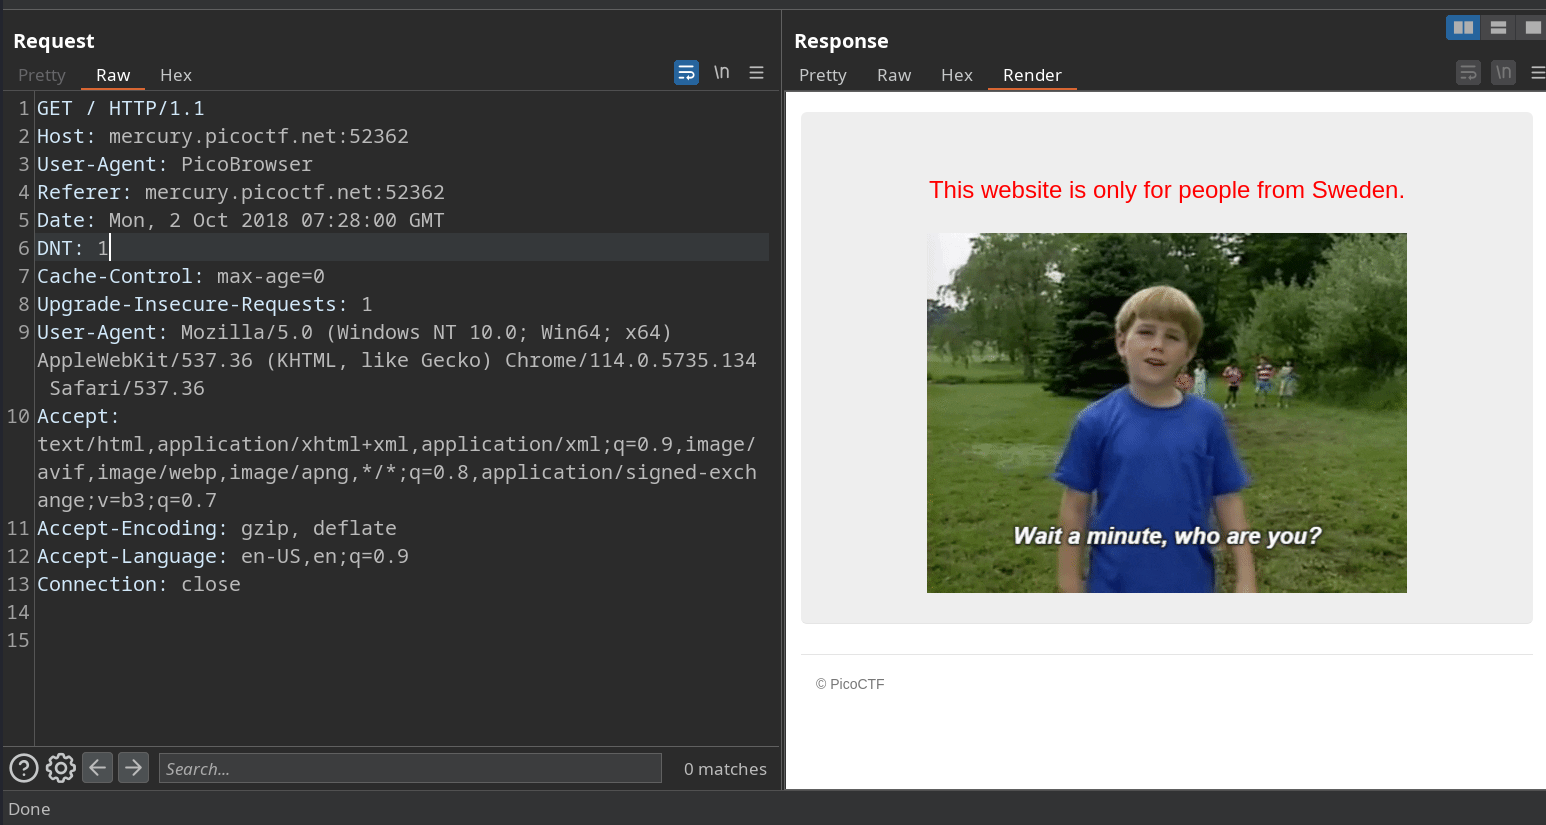 Request
Pretty Raw Hex \n
1 GET / HTTP/1.1
2 Host: mercury.picoctf.net:52362
3 User-Agent: PicoBrowser
4 Referer: mercury.picoctf.net:52362
5 Date: Mon, 2 Oct 2018 07:28:00 GMT
6 DNT: 1
7 Cache-Control: max-age=0
8 Upgrade-Insecure-Requests: 1
9 User-Agent: Mozilla/5.0 (Windows NT 10.0; Win64; x64)
AppleWebKit/537.36 (KHTML, like Gecko) Chrome/114.0.5735.134
Safari/537.36
10 Accept:
text/html,application/xhtml+xml,application/xml;q=0.9,image/
avif,image/webp,image/apng,*/*;q=0.8,application/signed-exch
ange;v=b3;q=0.7
11 Accept-Encoding: gzip, deflate
12 Accept-Language: en-US,en;q=0.9
13 Connection: close
14
15
Search... 0 matches
Response
Pretty Raw Hex Render \n
This website is only for people from Sweden.
Wait a minute, who are you?
© PicoCTF
Done